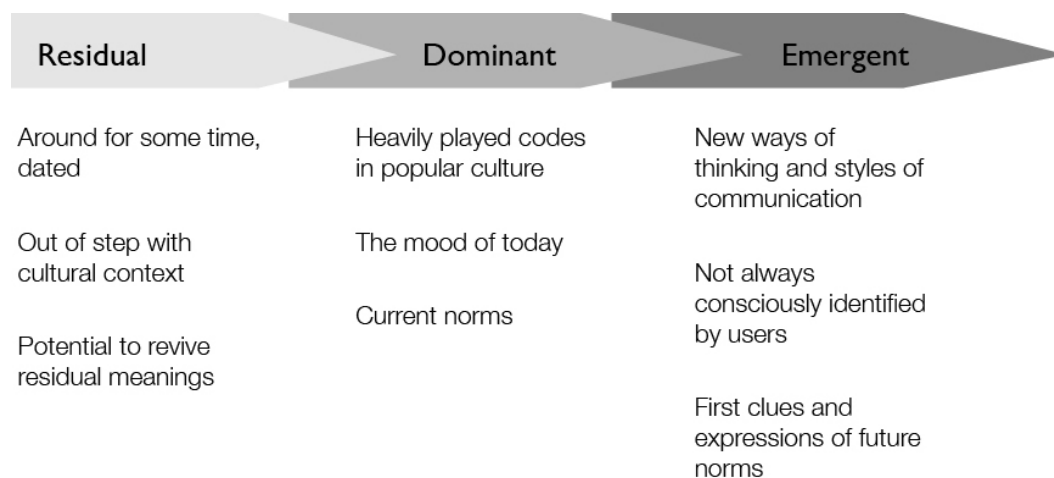 Residual
Dominant
Emergent
Around for some time,
dated
Out of step with
cultural context
Potential to revive
residual meanings
Heavily played codes
in popular culture
The mood of today
Current norms
New ways of
thinking and styles of
communication
Not always
consciously identified
by users
First clues and
expressions of future
norms